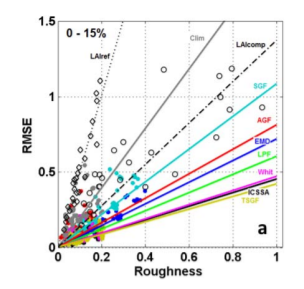 1.5
0 - 15%
Clim
LAIref
LAIcomp
SGF
1
AGF
EMD
LPF
Whit
ICSSA
TSGF
0.5
0
RMSE
a
0 0.2 0.4 0.6 0.8 1
Roughness